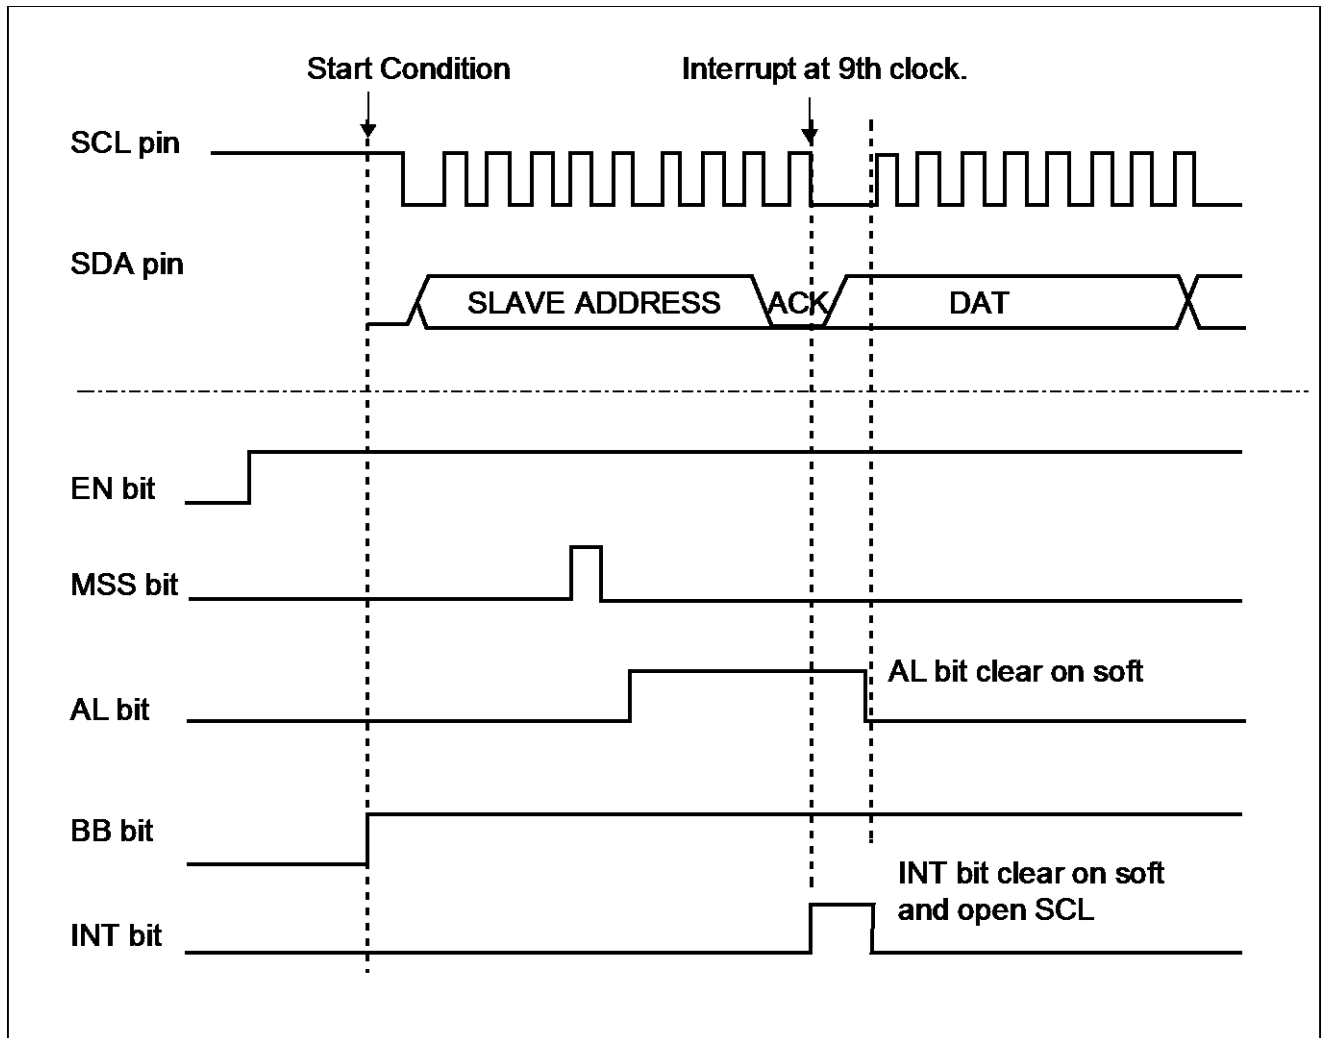 Start Condition
Interrupt at 9th clock.
SCL pin
SDA pin
SLAVE ADDRESS
ACK
DAT
EN bit
MSS bit
AL bit
AL bit clear on soft
BB bit
INT bit clear on soft
and open SCL
INT bit